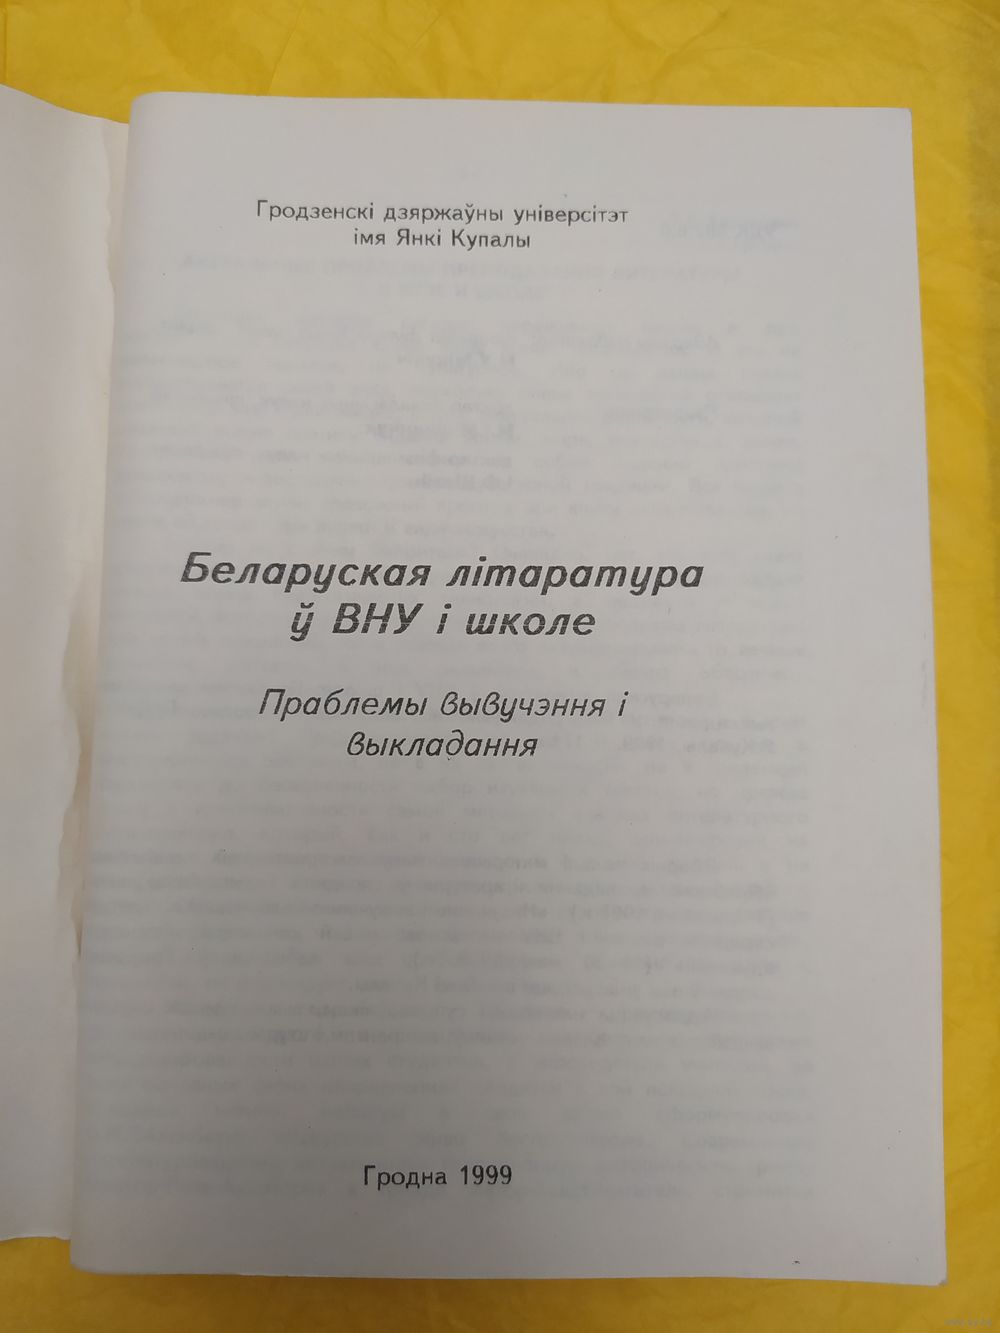 Гродзенскі дзяржаўны універсітэт
імя Янкі Купалы
Беларуская літаратура
ў ВНУ і школе
Праблемы вывучэння і
выкладання
Гродна 1999